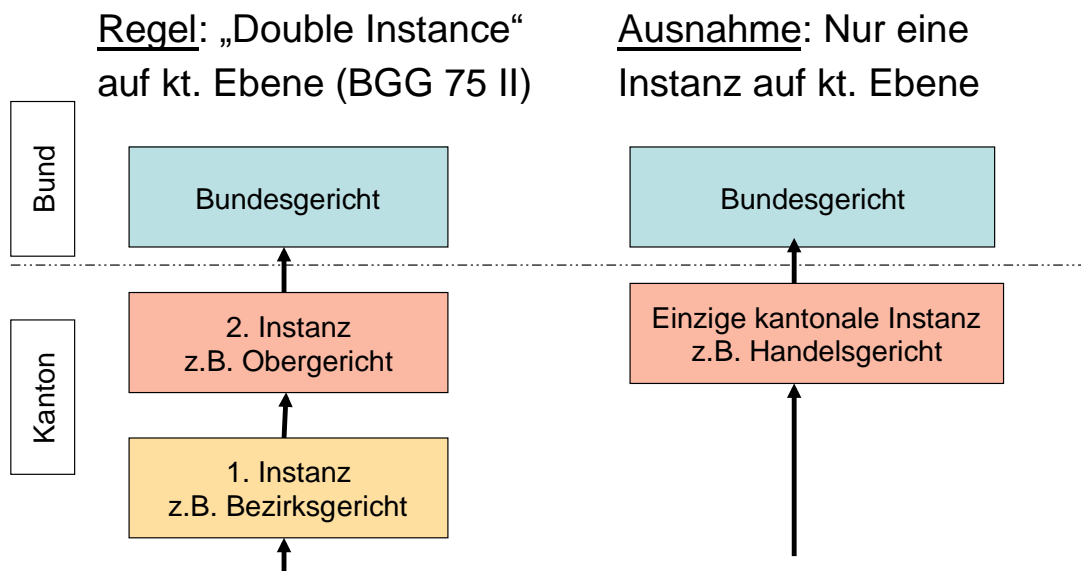 Regel: „Double Instance“
auf kt. Ebene (BGG 75 II)
Ausnahme: Nur eine
Instanz auf kt. Ebene
Bund
Bundesgericht
Bundesgericht
Kanton
2. Instanz
z.B. Obergericht
Einzige kantonale Instanz
z.B. Handelsgericht
1. Instanz
z.B. Bezirksgericht